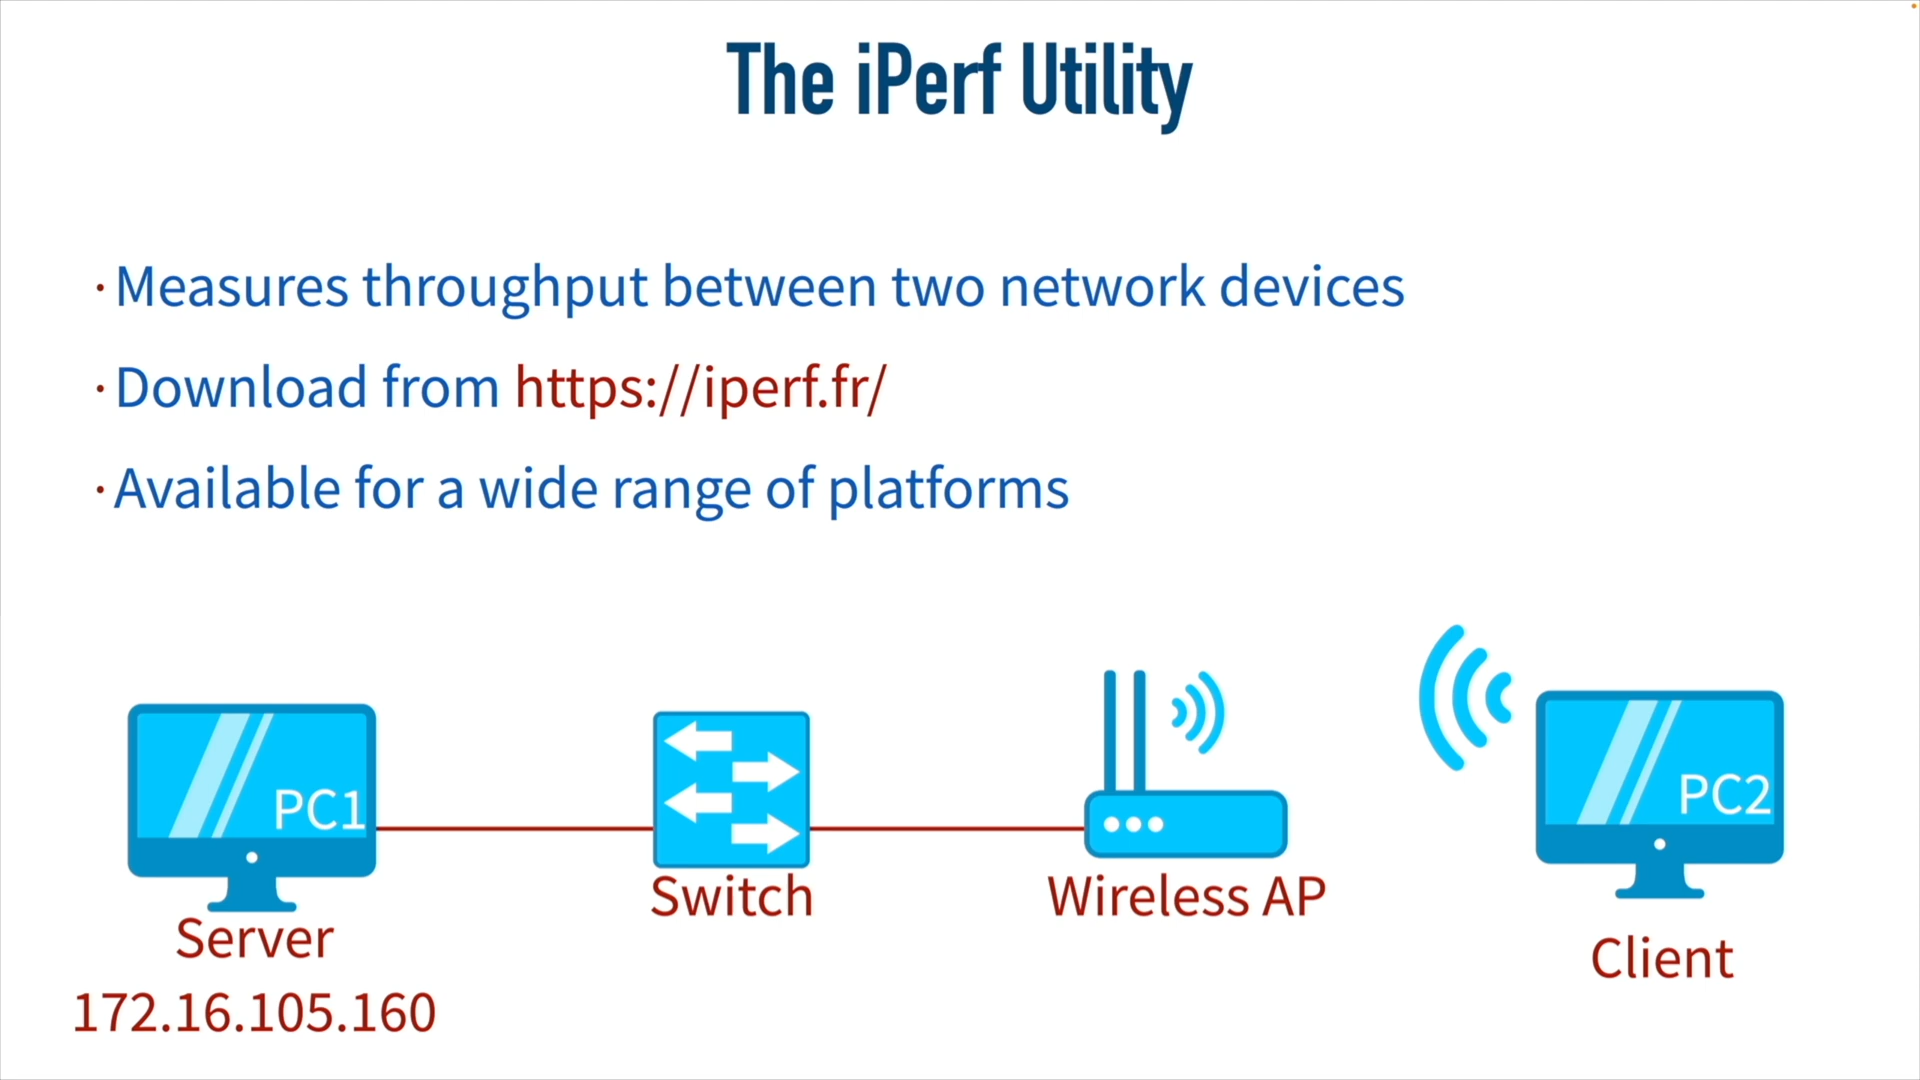 The iPerf Utility
· Measures throughput between two network devices
· Download from https://iperf.fr/
· Available for a wide range of platforms
PC1
PC2
Switch
Wireless AP
Server
Client
172.16.105.160